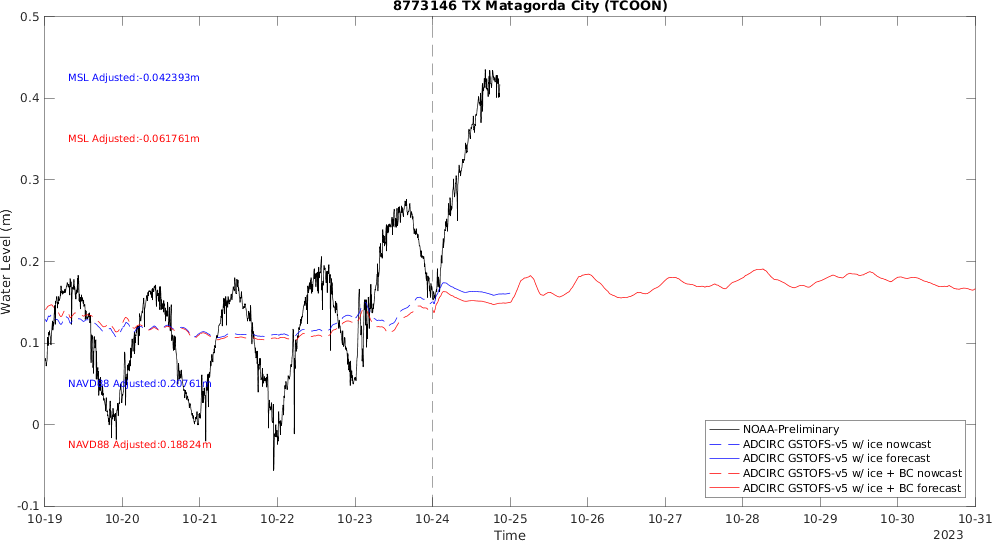 8773146 TX Matagorda City (TCOON)
0.5
0.4
0.3
0.2
0.1
0
-0.1
Water Level (m)
MSL Adjusted:-0.042393m
MSL Adjusted:-0.061761m
NAVD88 Adjusted:0.20761m
NAVD88 Adjusted:0.18824m
NOAA-Preliminary
ADCIRC GSTOFS-v5 w/ ice nowcast
ADCIRC GSTOFS-v5 w/ ice forecast
ADCIRC GSTOFS-v5 w/ ice + BC nowcast
ADCIRC GSTOFS-v5 w/ ice + BC forecast
10-19 10-20 10-21 10-22 10-23 10-24 10-25 10-26 10-27 10-28 10-29 10-30 10-31
Time
2023